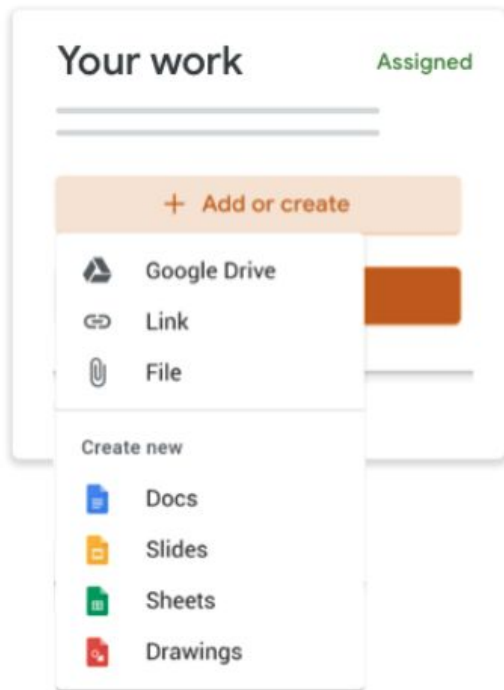 Your work
Assigned
+ Add or create
Google Drive
Link
File
Create new
Docs
Slides
Sheets
Drawings